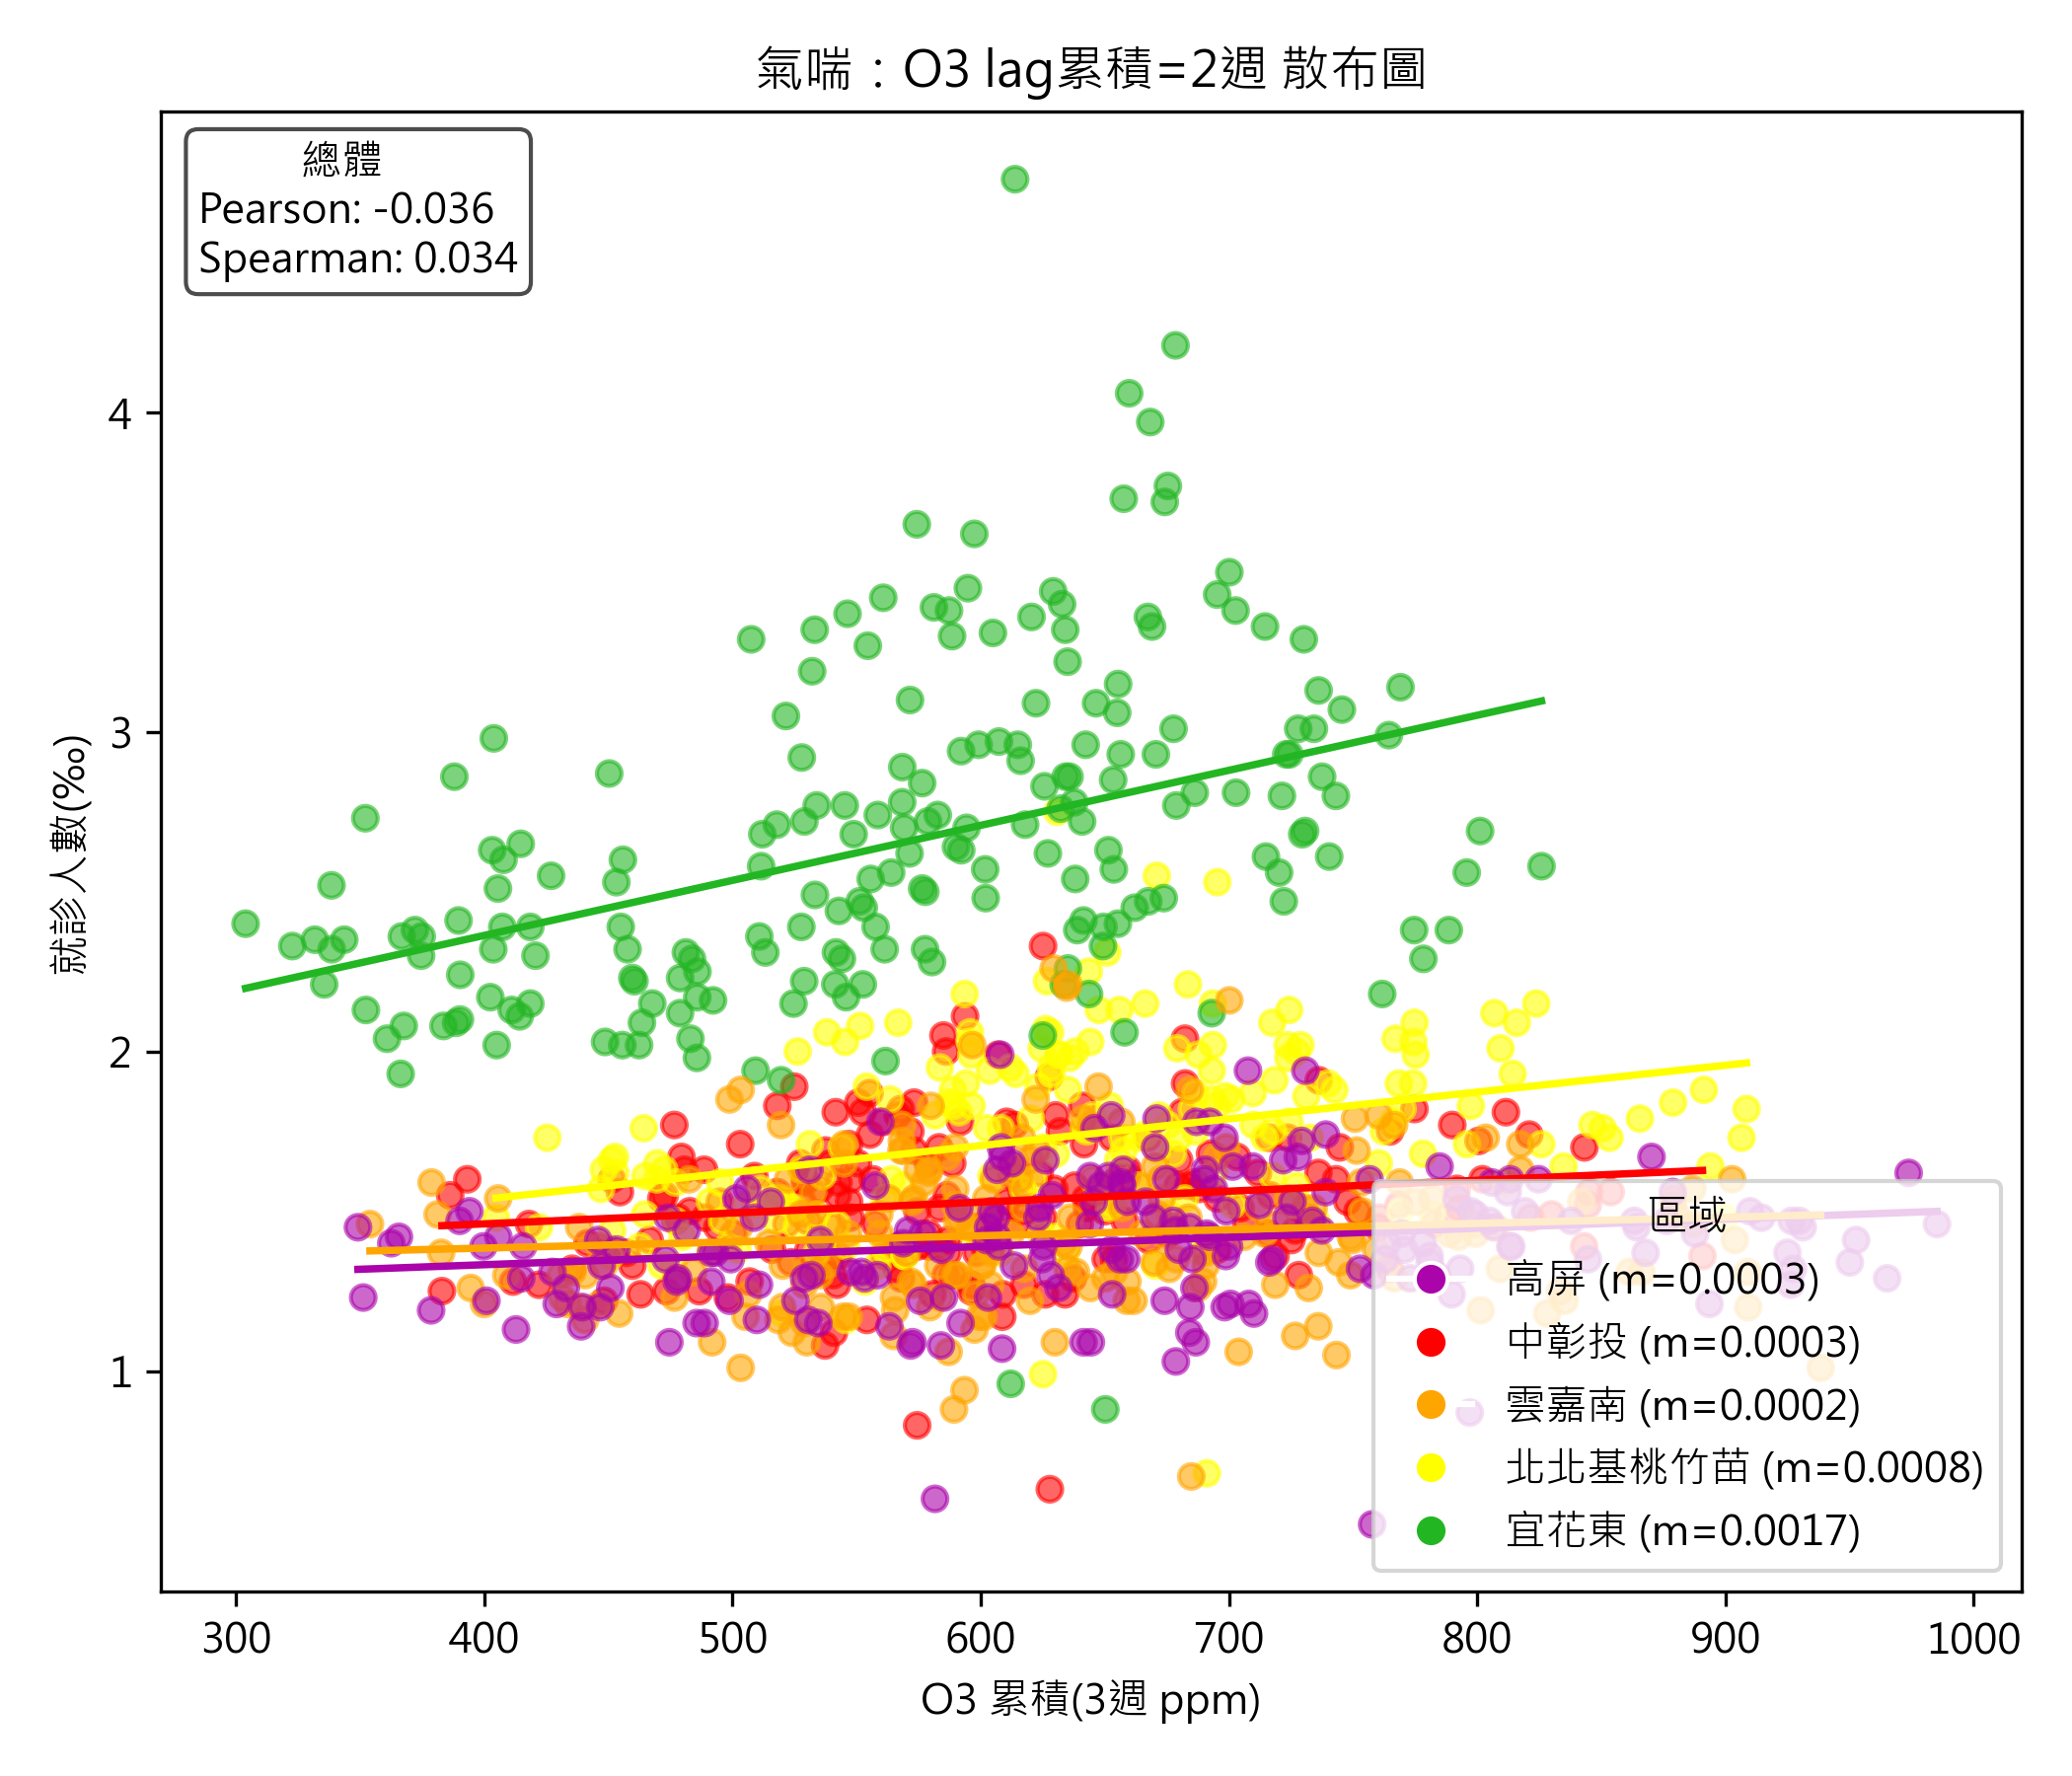 氣喘：O3 lag累積=2週 散布圖
總體
Pearson: -0.036
Spearman: 0.034
就診人數(‰)
4
3
2
1
區域
高屏 (m=0.0003)
中彰投 (m=0.0003)
雲嘉南 (m=0.0002)
北北基桃竹苗 (m=0.0008)
宜花東 (m=0.0017)
300 400 500 600 700 800 900 1000
O3 累積(3週 ppm)